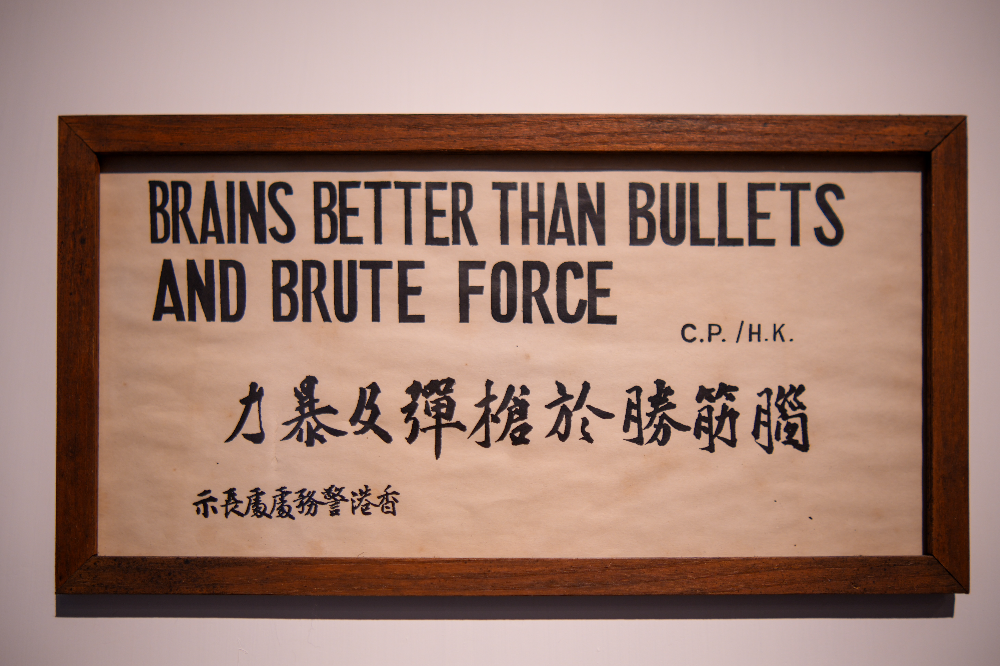 BRAINS BETTER THAN BULLETS
AND BRUTE FORCE
C.P. /H.K.
腦筋勝於槍彈及暴力
香港警務處處長示